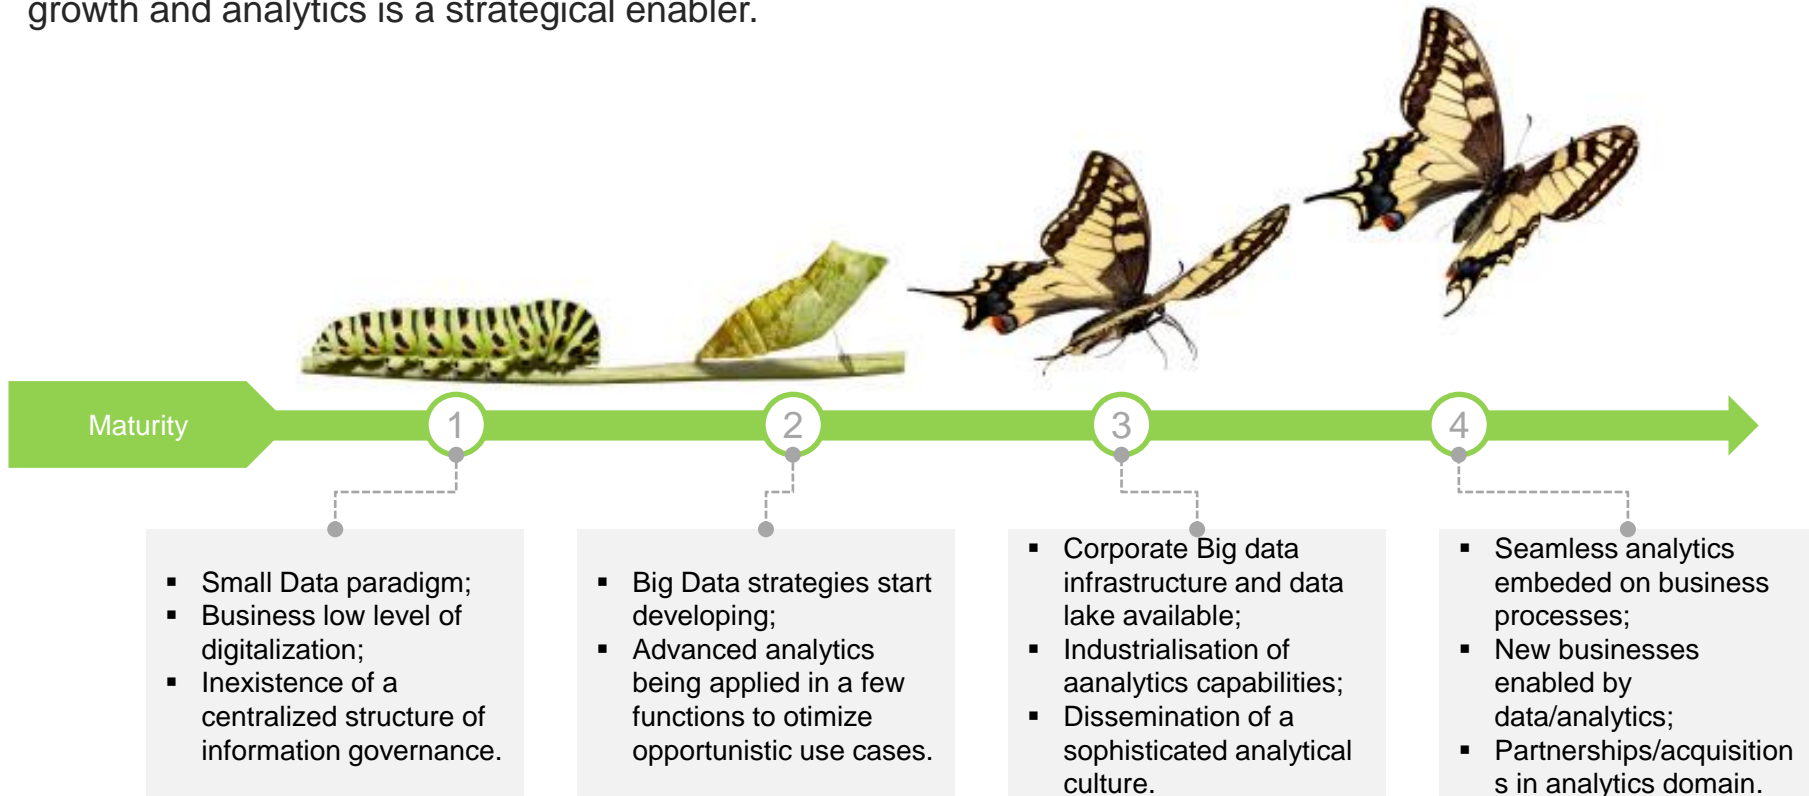 growth and analytics is a strategical enabler.
Maturity
1
2
3
4
▪ Small Data paradigm;
▪ Business low level of
digitalization;
▪ Inexistence of a
centralized structure of
information governance.
▪ Big Data strategies start
developing;
▪ Advanced analytics
being applied in a few
functions to otimize
opportunistic use cases.
▪ Corporate Big data
infrastructure and data
lake available;
▪ Industrialisation of
aanalytics capabilities;
▪ Dissemination of a
sophisticated analytical
culture.
▪ Seamless analytics
embeded on business
processes;
▪ New businesses
enabled by
data/analytics;
▪ Partnerships/acquisition
s in analytics domain.